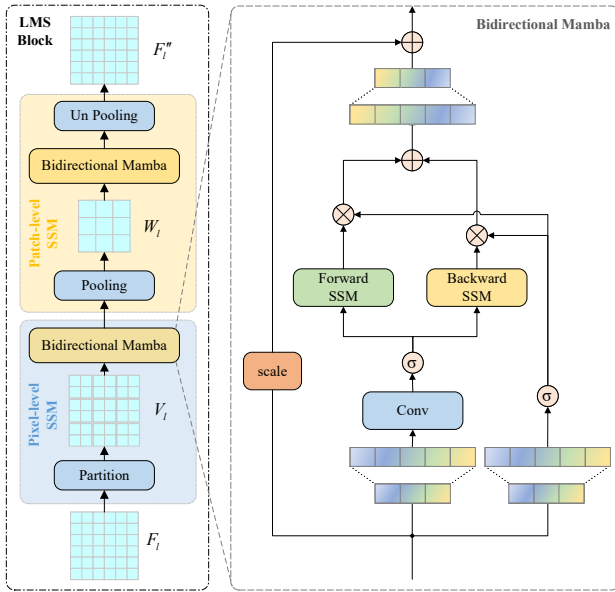 LMS
Block
F_l''
Un Pooling
Bidirectional Mamba
W_l
Patch-level
SSM
Pooling
Bidirectional Mamba
V_l
Pixel-level
SSM
Partition
F_l
Bidirectional Mamba
Forward
SSM
Backward
SSM
σ
scale
σ
Conv